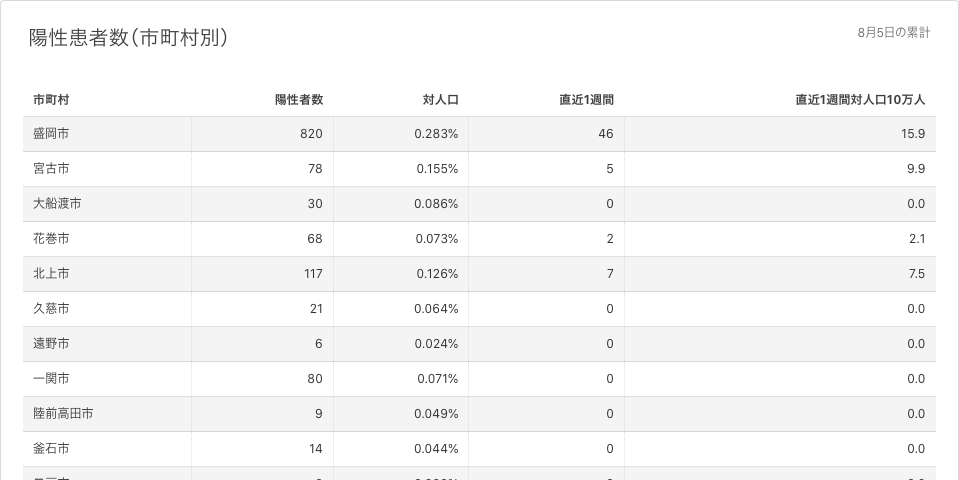 陽性患者数(市町村別)
8月5日の累計
市町村 陽性者数 対人口 直近1週間 直近1週間対人口10万人
盛岡市 820 0.283% 46 15.9
宮古市 78 0.155% 5 9.9
大船渡市 30 0.086% 0 0.0
花巻市 68 0.073% 2 2.1
北上市 117 0.126% 7 7.5
久慈市 21 0.064% 0 0.0
遠野市 6 0.024% 0 0.0
一関市 80 0.071% 0 0.0
陸前高田市 9 0.049% 0 0.0
釜石市 14 0.044% 0 0.0